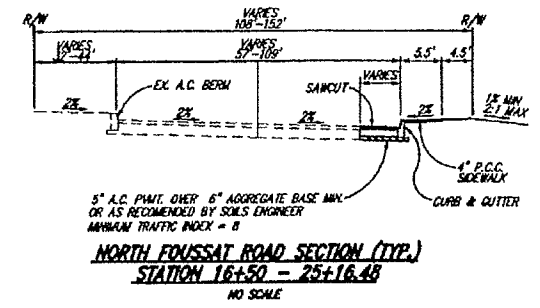 R/W
VARIES
108'-152'
R/W
VARIES
57'-109'
5.5'
4.5'
EX. A.C. BERM
SAWCUT
VARIES
2%
2%
2%
2%
1% MIN
2:1 MAX
4" P.C.C.
SIDEWALK
CURB & GUTTER
5" A.C. PVMT. OVER 6" AGGREGATE BASE MIN.
OR AS RECOMENDED BY SOILS ENGINEER
MINIMUM TRAFFIC INDEX = 8
NORTH FOUSSAT ROAD SECTION (TYP.)
STATION 16+50 - 25+16.48
NO SCALE